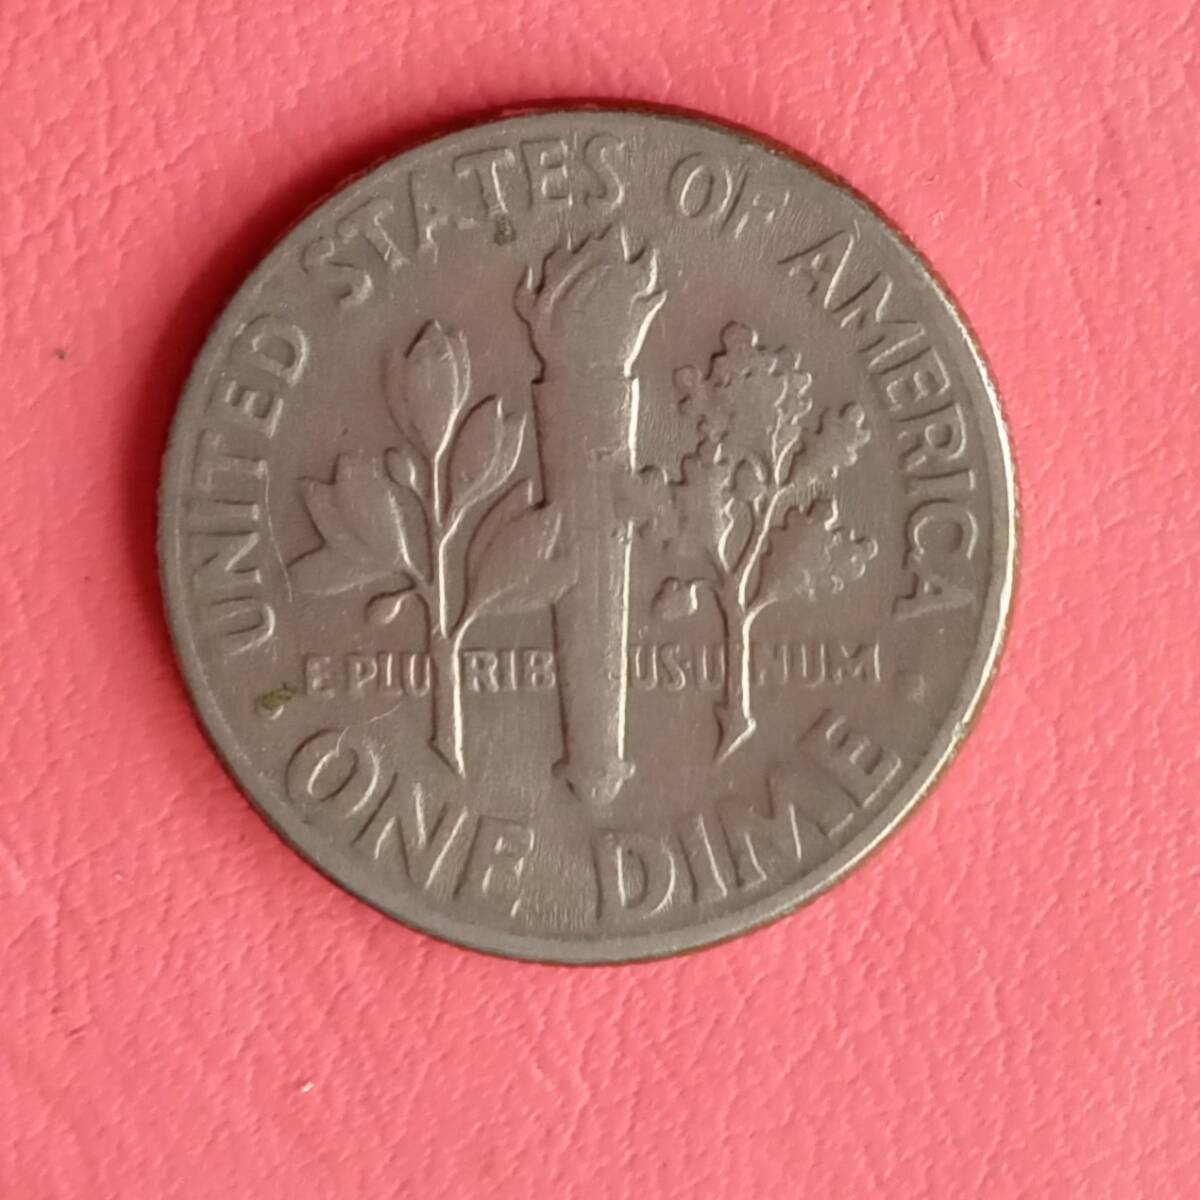 UNITED STATES OF AMERICA
E PLURIBUS·UNUM
ONE DIME